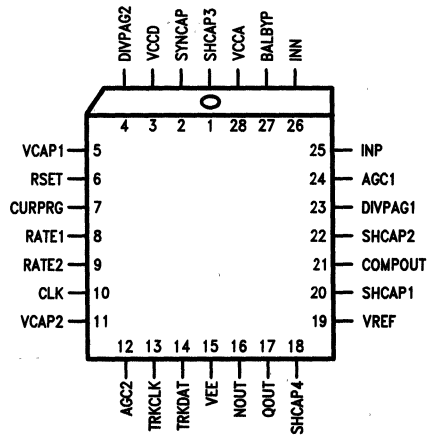 DIVPAG2 VCCD SYNCAP SHCAP3 VCCA BALBYP INN
4 3 2 1 28 27 26
VCAP1 5 25 INP
RSET 6 24 AGC1
CURPRG 7 23 DIVPAG1
RATE1 8 22 SHCAP2
RATE2 9 21 COMPOUT
CLK 10 20 SHCAP1
VCAP2 11 19 VREF
12 13 14 15 16 17 18
AGC2 TRKCLK TRKDAT VEE NOUT QOUT SHCAP4